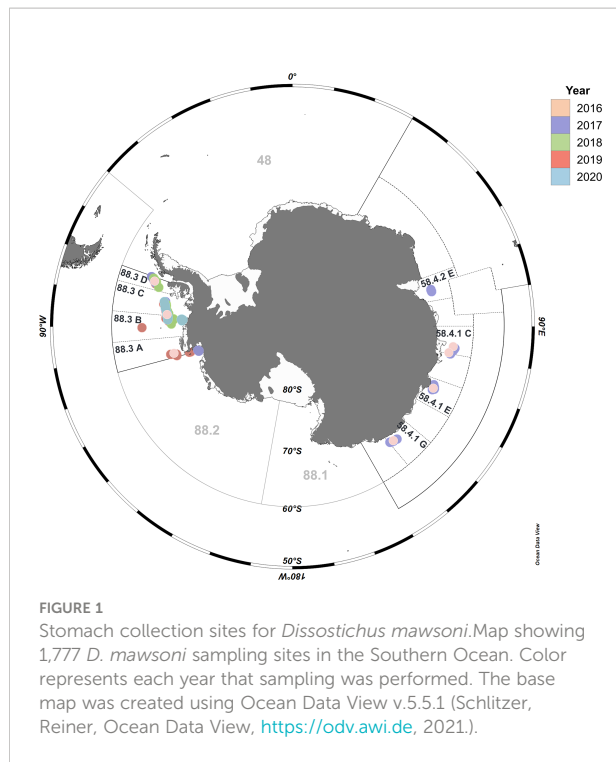 0°
Year
2016
2017
2018
2019
2020
48
88.3 D
88.3 C
88.3 B
88.3 A
58.4.2 E
58.4.1 C
58.4.1 E
58.4.1 G
90°W
90°E
80°S
88.2
70°S
88.1
60°S
50°S
180°W
Ocean Data View
FIGURE 1
Stomach collection sites for Dissostichus mawsoni.Map showing
1,777 D. mawsoni sampling sites in the Southern Ocean. Color
represents each year that sampling was performed. The base
map was created using Ocean Data View v.5.5.1 (Schlitzer,
Reiner, Ocean Data View, https://odv.awi.de, 2021.).